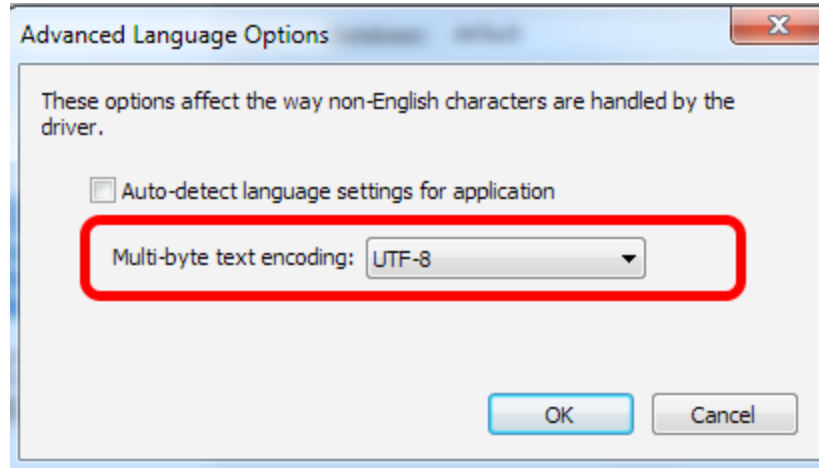 Advanced Language Options
These options affect the way non-English characters are handled by the
driver.
Auto-detect language settings for application
Multi-byte text encoding: UTF-8
OK Cancel